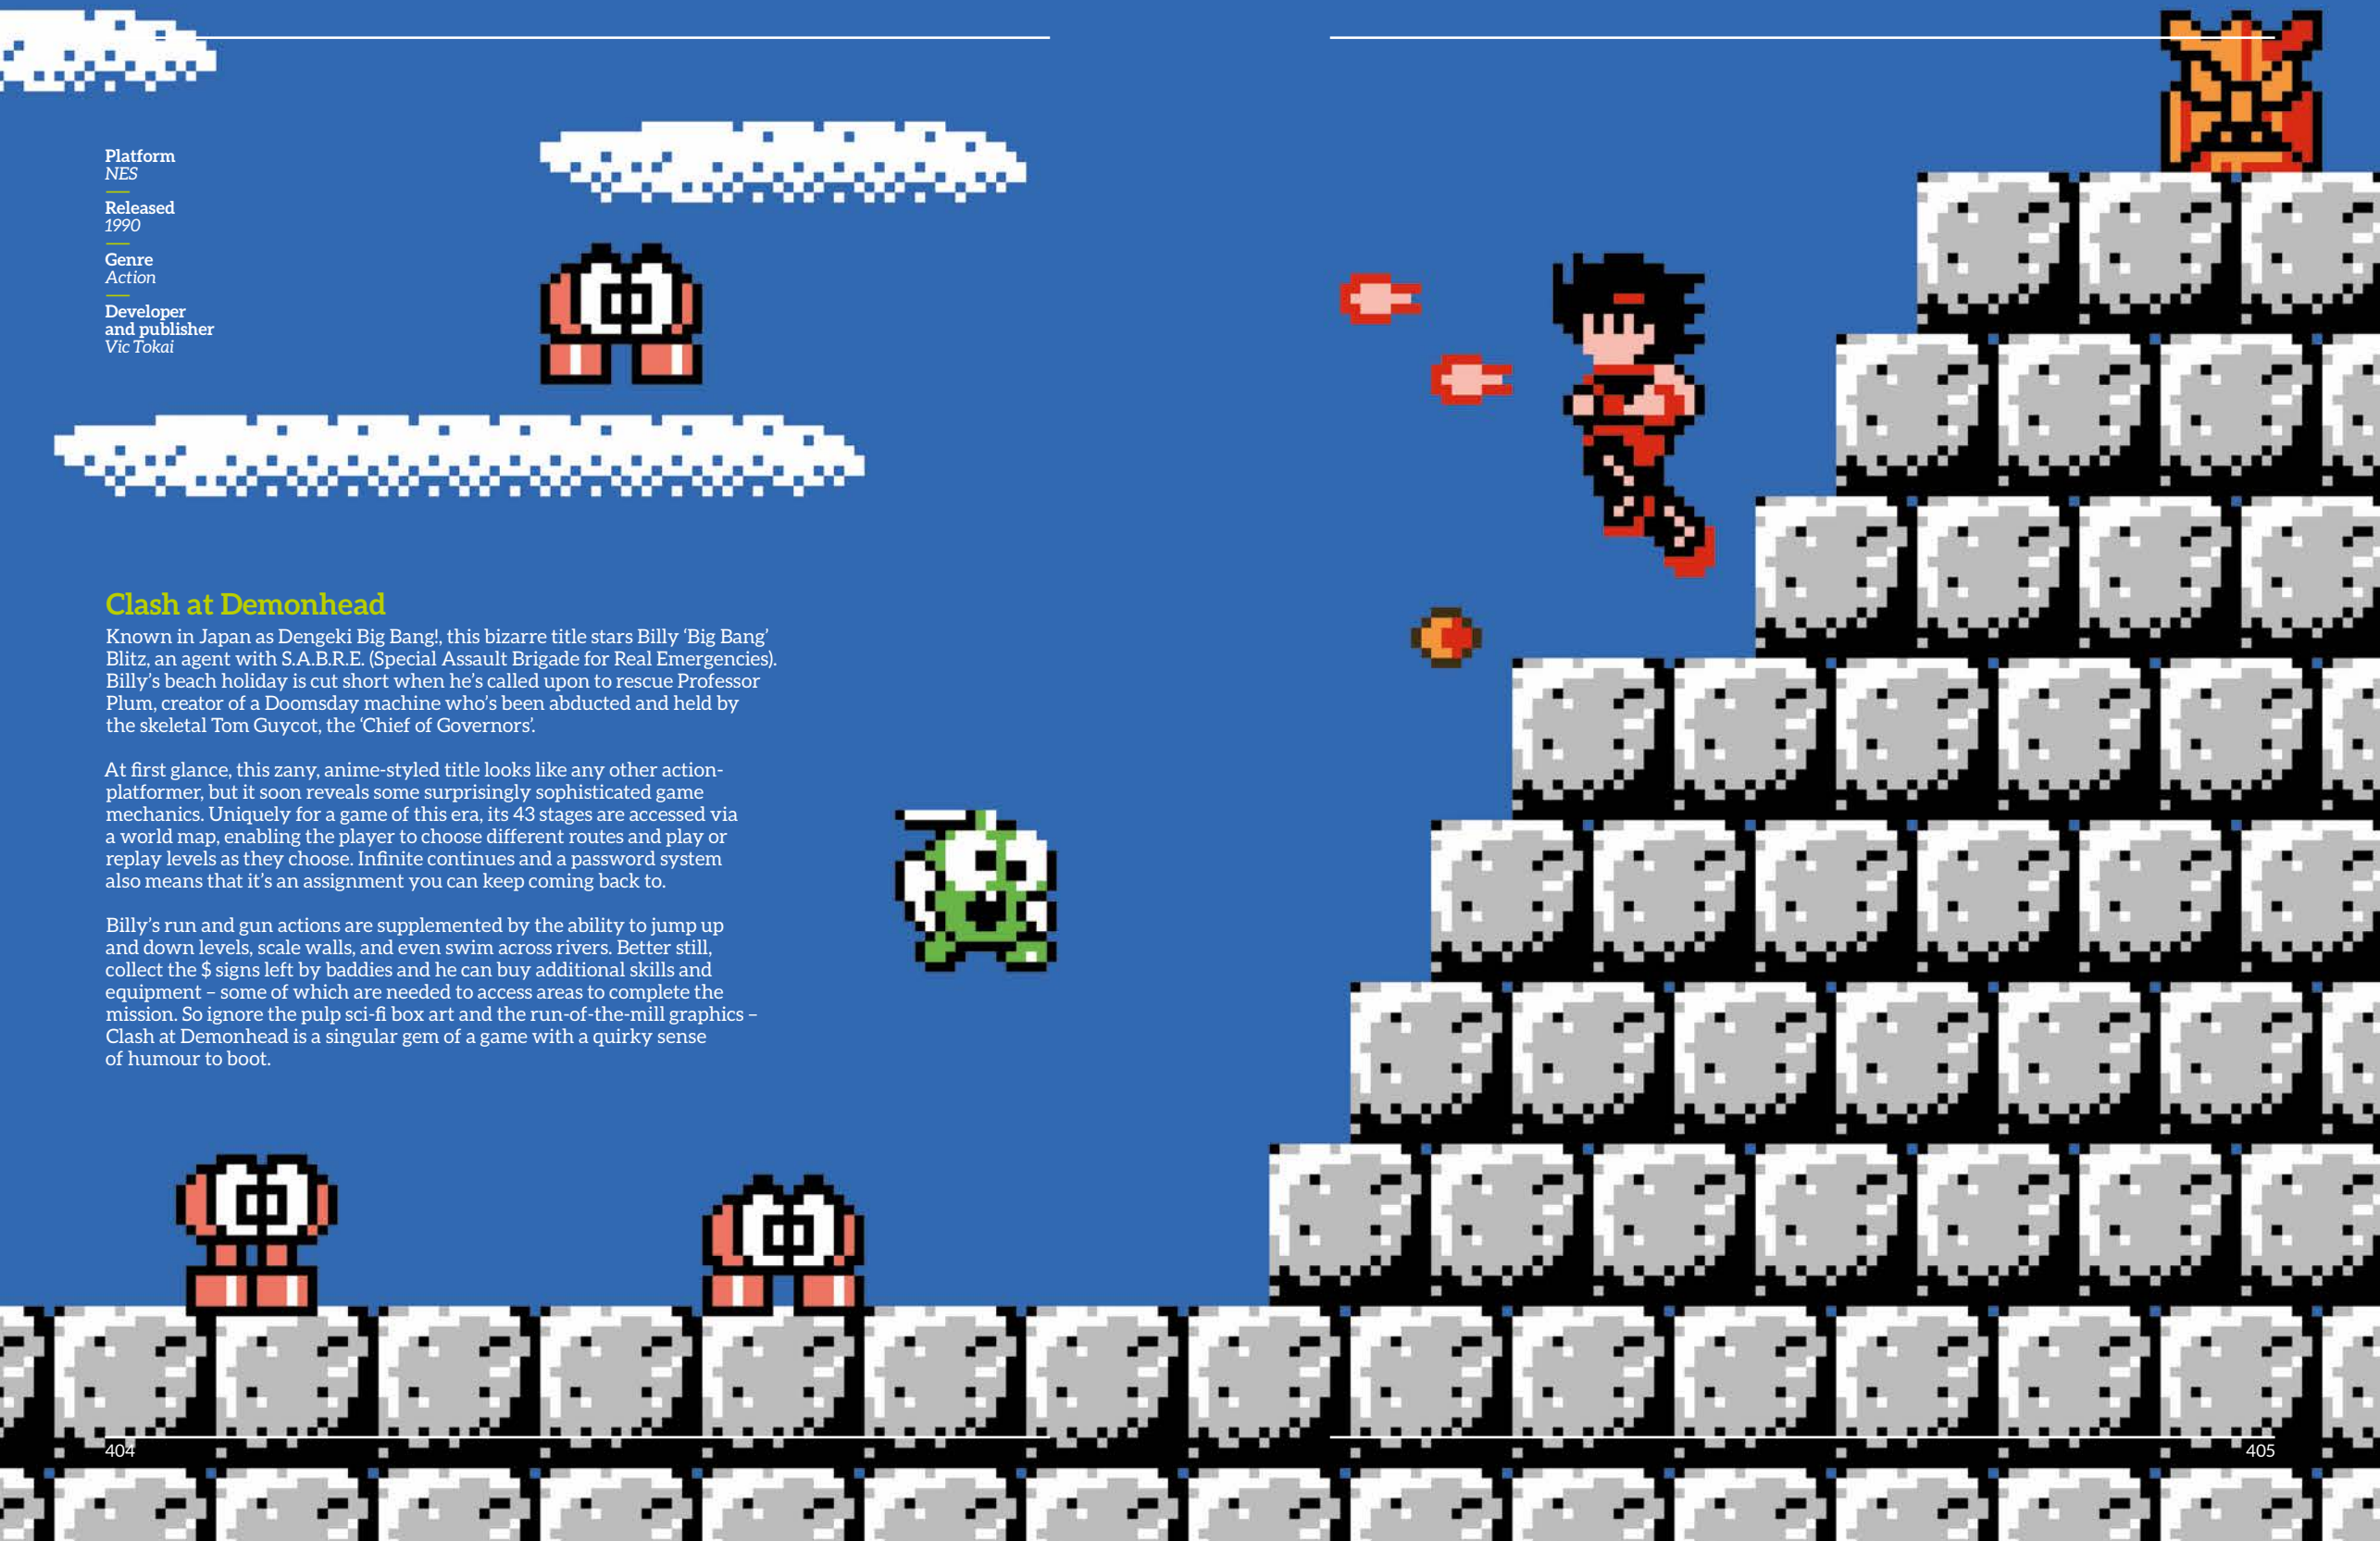 Platform
NES
Released
1990
Genre
Action
Developer
and publisher
Vic Tokai
Clash at Demonhead
Known in Japan as Dengeki Big Bang!, this bizarre title stars Billy ‘Big Bang’
Blitz, an agent with S.A.B.R.E. (Special Assault Brigade for Real Emergencies).
Billy’s beach holiday is cut short when he’s called upon to rescue Professor
Plum, creator of a Doomsday machine who’s been abducted and held by
the skeletal Tom Guycot, the ‘Chief of Governors’.
At first glance, this zany, anime-styled title looks like any other action-
platformer, but it soon reveals some surprisingly sophisticated game
mechanics. Uniquely for a game of this era, its 43 stages are accessed via
a world map, enabling the player to choose different routes and play or
replay levels as they choose. Infinite continues and a password system
also means that it’s an assignment you can keep coming back to.
Billy’s run and gun actions are supplemented by the ability to jump up
and down levels, scale walls, and even swim across rivers. Better still,
collect the $ signs left by baddies and he can buy additional skills and
equipment – some of which are needed to access areas to complete the
mission. So ignore the pulp sci-fi box art and the run-of-the-mill graphics –
Clash at Demonhead is a singular gem of a game with a quirky sense
of humour to boot.
404
405